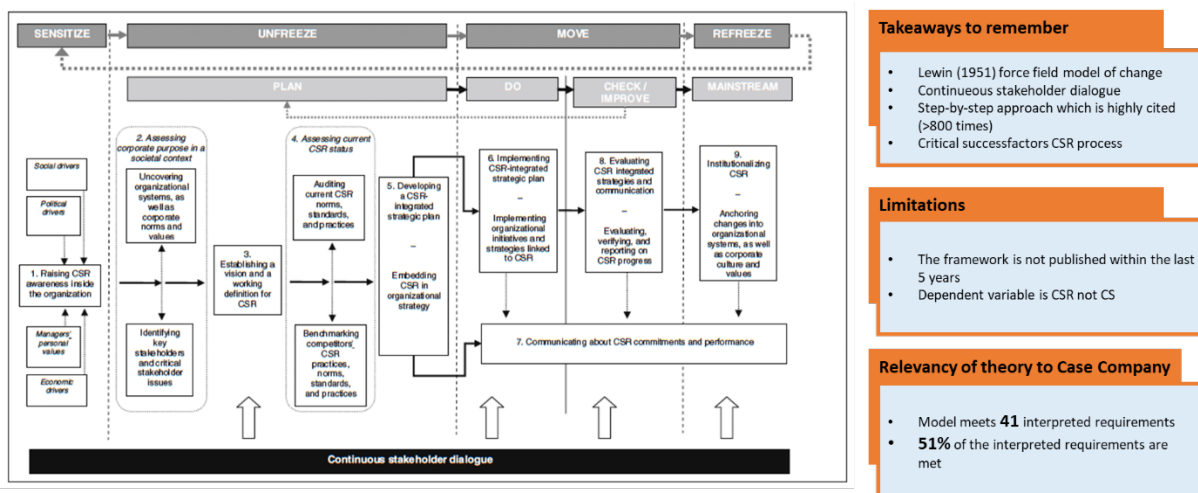 SENSITIZE
UNFREEZE
MOVE
REFREEZE
PLAN
DO
CHECK /
IMPROVE
MAINSTREAM
Social drivers
Political
drivers
1. Raising CSR
awareness inside
the organization
Managers'
personal
values
Economic
drivers
2. Assessing
corporate purpose in a
societal context
Uncovering
organizational
systems, as
well as
corporate
norms and
values
Identifying
key
stakeholders
and critical
stakeholder
issues
3.
Establishing a
vision and a
working
definition for
CSR
4. Assessing current
CSR status
Auditing
current CSR
norms,
standards,
and practices
Benchmarking
competitors'
CSR
practices,
norms,
standards,
and practices
5. Developing
a CSR-
integrated
strategic plan
–
Embedding
CSR in
organizational
strategy
6. Implementing
CSR-integrated
strategic plan
–
Implementing
organizational
initiatives and
strategies linked
to CSR
8. Evaluating
CSR integrated
strategies and
communication
–
Evaluating,
verifying, and
reporting on
CSR progress
9.
Institutionalizing
CSR
–
Anchoring
changes into
organizational
systems, as well
as corporate
culture and
values
7. Communicating about CSR commitments and performance
Continuous stakeholder dialogue
Takeaways to remember
• Lewin (1951) force field model of change
• Continueous stakeholder dialogue
• Step-by-step approach which is highly cited
(>800 times)
• Critical successfactors CSR process
Limitations
• The framework is not published within the last
5 years
• Dependent variable is CSR not CS
Relevancy of theory to Case Company
• Model meets 41 interpreted requirements
• 51% of the interpreted requirements are
met